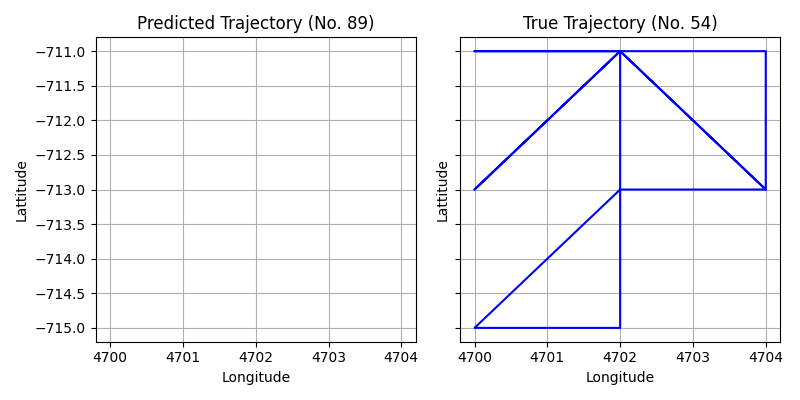 Predicted Trajectory (No. 89)
True Trajectory (No. 54)
−711.0
−711.5
−712.0
−712.5
−713.0
−713.5
−714.0
−714.5
−715.0
Lattitude
Lattitude
4700 4701 4702 4703 4704
4700 4701 4702 4703 4704
Longitude
Longitude